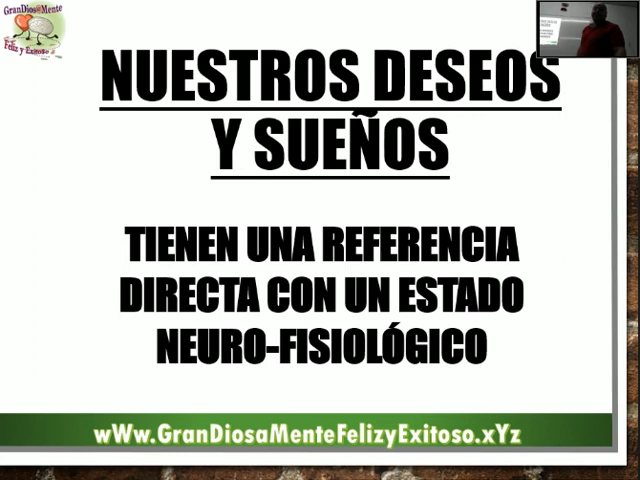 GranDios@Mente
Feliz y Exitoso
NUESTROS DESEOS
Y SUEÑOS
TIENEN UNA REFERENCIA
DIRECTA CON UN ESTADO
NEURO-FISIOLÓGICO
wWw.GranDiosaMenteFelizyExitoso.xYz